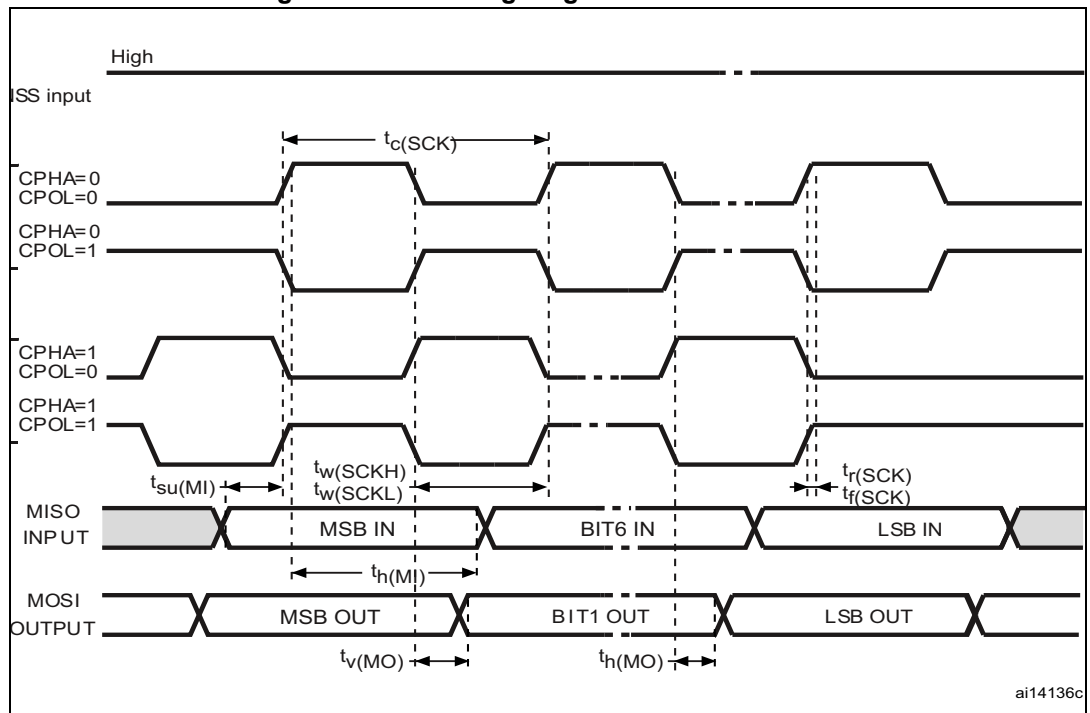 High
ISS input
tc(SCK)
CPHA=0
CPOL=0
CPHA=0
CPOL=1
CPHA=1
CPOL=0
CPHA=1
CPOL=1
tsu(MI)
tw(SCKH)
tw(SCKL)
tr(SCK)
tf(SCK)
MISO
INPUT
MSB IN
BIT6 IN
LSB IN
th(MI)
MOSI
OUTPUT
MSB OUT
BIT1 OUT
LSB OUT
tv(MO)
th(MO)
ai14136c